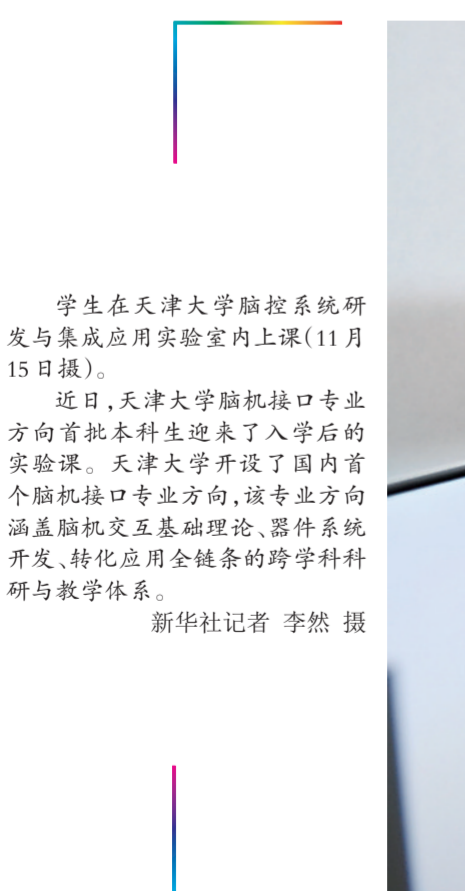 学生在天津大学脑控系统研
发与集成应用实验室内上课(11月
15日摄)。
近日,天津大学脑机接口专业
方向首批本科生迎来了入学后的
实验课。天津大学开设了国内首
个脑机接口专业方向,该专业方向
涵盖脑机交互基础理论、器件系统
开发、转化应用全链条的跨学科科
研与教学体系。
新华社记者 李然 摄